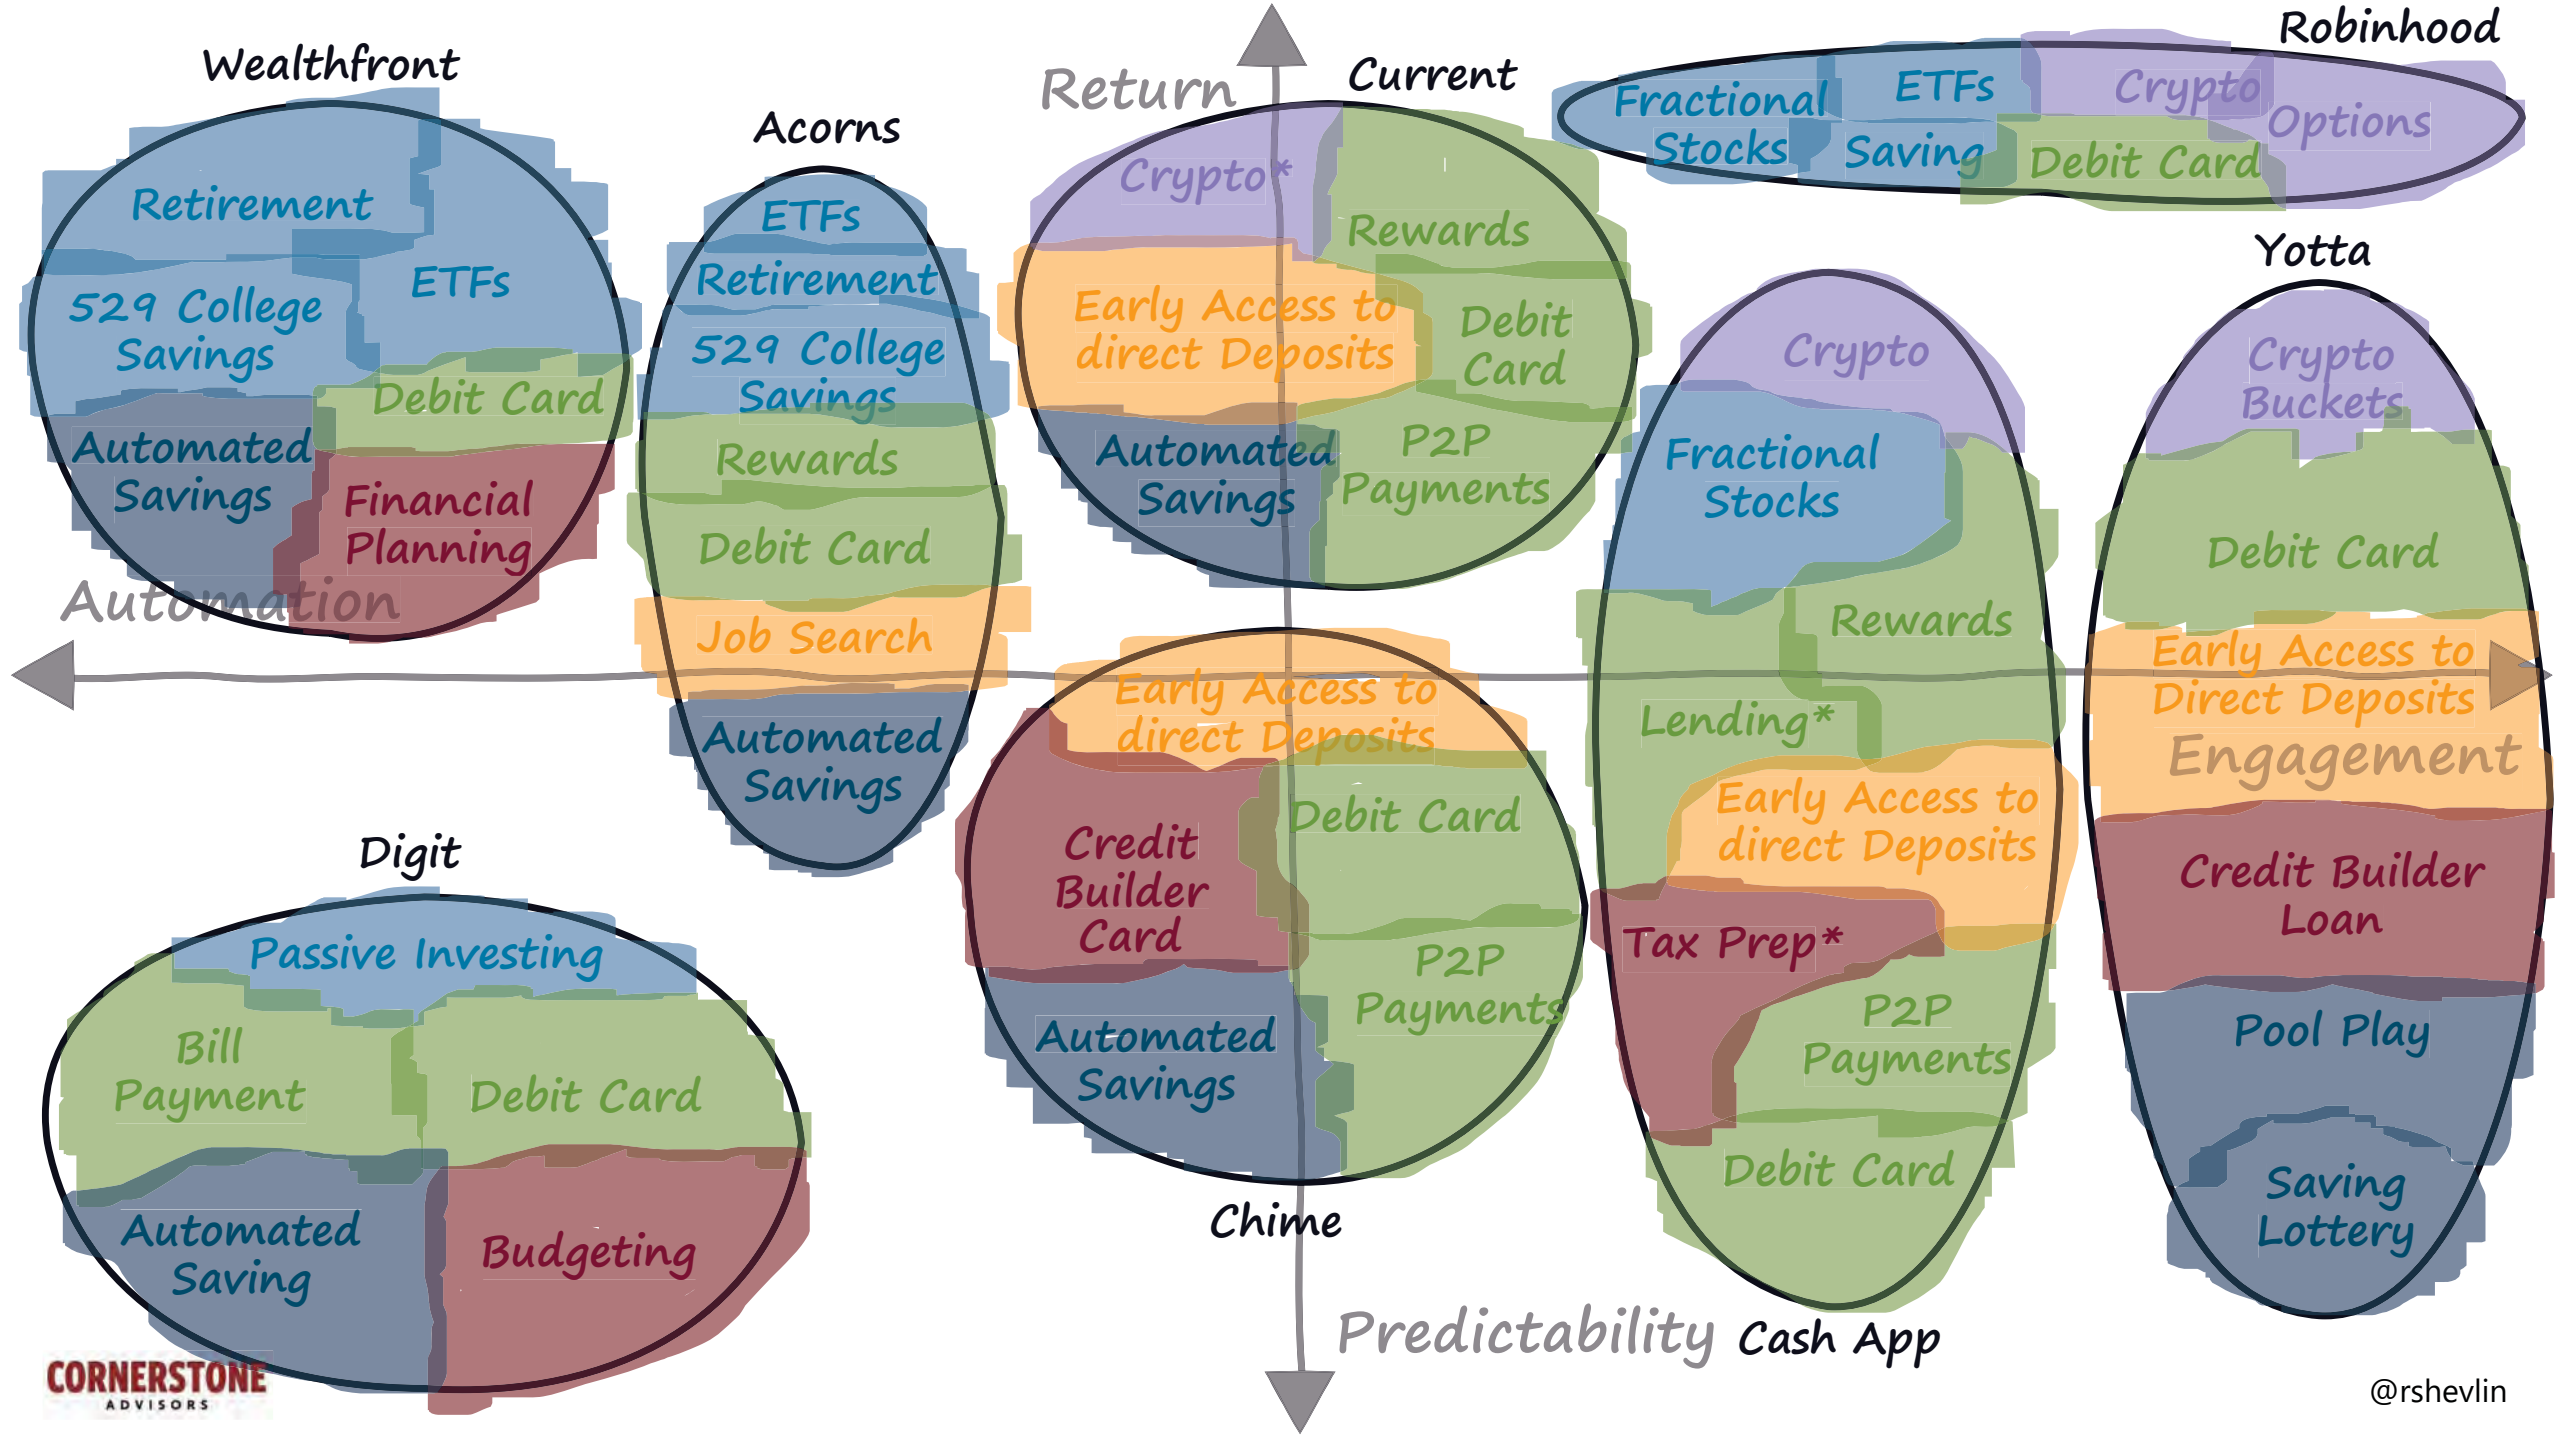 Wealthfront
Retirement
ETFs
529 College
Savings
Debit Card
Automated
Savings
Financial
Planning
Automation
Acorns
ETFs
Retirement
529 College
Savings
Rewards
Debit Card
Job Search
Automated
Savings
Return
Current
Crypto*
Rewards
Early Access to
direct Deposits
Debit
Card
Automated
Savings
P2P
Payments
Robinhood
Fractional
Stocks
ETFs
Saving
Crypto
Debit Card
Options
Crypto
Fractional
Stocks
Rewards
Lending*
Early Access to
direct Deposits
Tax Prep*
P2P
Payments
Debit Card
Cash App
Yotta
Crypto
Buckets
Debit Card
Early Access to
Direct Deposits
Engagement
Credit Builder
Loan
Pool Play
Saving
Lottery
Early Access to
direct Deposits
Credit
Builder
Card
Debit Card
P2P
Payments
Automated
Savings
Chime
Predictability
Digit
Passive Investing
Bill
Payment
Debit Card
Automated
Saving
Budgeting
CORNERSTONE
ADVISORS
@rshevlin